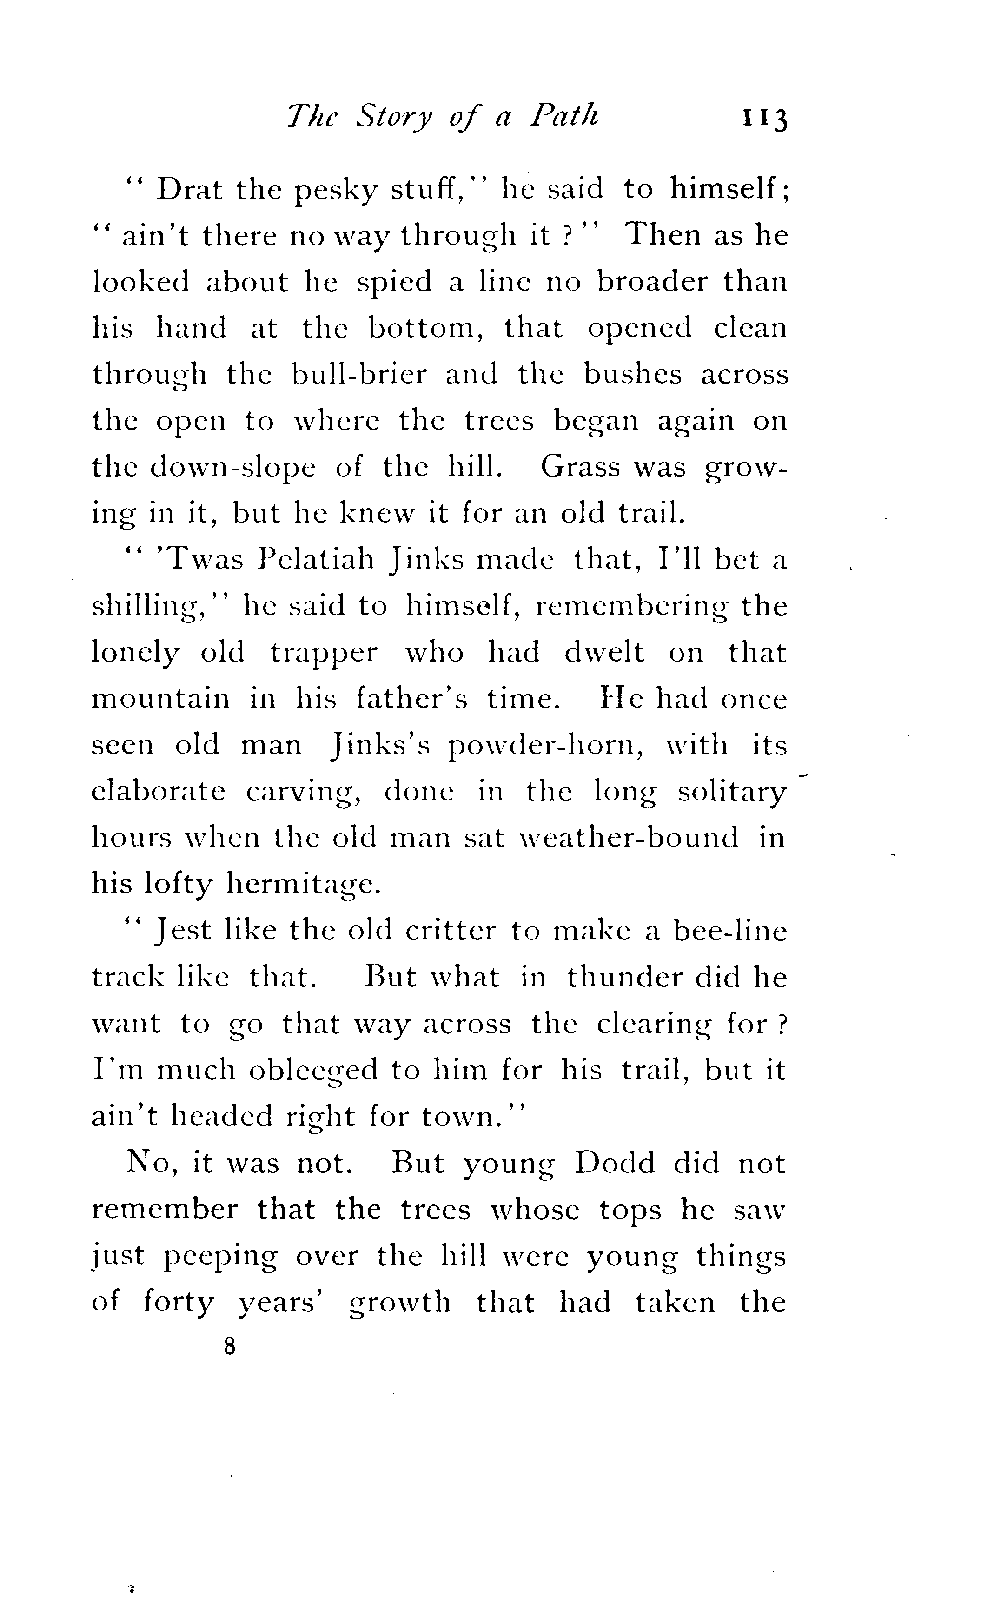 The Story of a Path 113
“ Drat the pesky stuff,” he said to himself;
“ ain’t there no way through it ? ” Then as he
looked about he spied a line no broader than
his hand at the bottom, that opened clean
through the bull-brier and the bushes across
the open to where the trees began again on
the down-slope of the hill. Grass was grow-
ing in it, but he knew it for an old trail.
“ ’Twas Pelatiah Jinks made that, I’ll bet a
shilling,” he said to himself, remembering the
lonely old trapper who had dwelt on that
mountain in his father’s time. He had once
seen old man Jinks’s powder-horn, with its
elaborate carving, done in the long solitary
hours when the old man sat weather-bound in
his lofty hermitage.
“ Jest like the old critter to make a bee-line
track like that. But what in thunder did he
want to go that way across the clearing for ?
I’m much obleeged to him for his trail, but it
ain’t headed right for town.”
No, it was not. But young Dodd did not
remember that the trees whose tops he saw
just peeping over the hill were young things
of forty years’ growth that had taken the
8